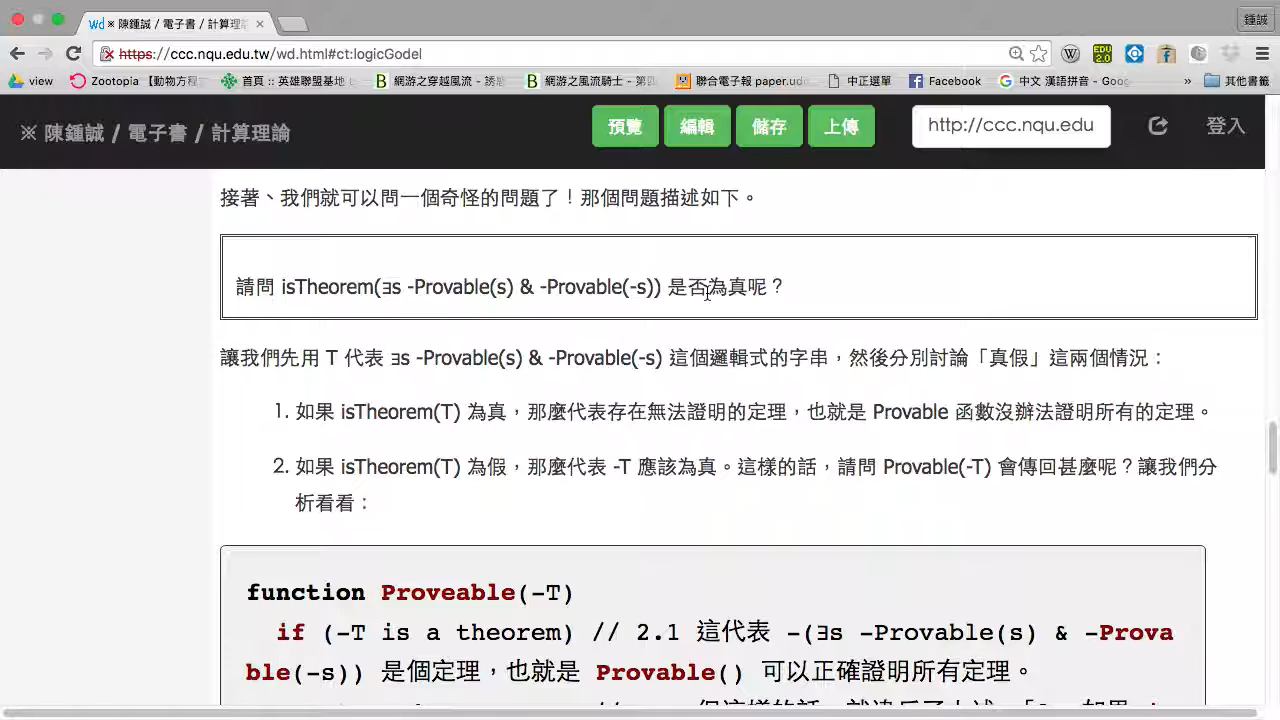 wd ※ 陳鍾誠 / 電子書 / 計算理論
鍾誠
https://ccc.nqu.edu.tw/wd.html#ct:logicGodel
view
Zootopia 【動物方程
首頁 :: 英雄聯盟基地
網游之穿越風流 - 誘惑
網游之風流騎士 - 第四
聯合電子報 paper.ud
中正選單
Facebook
中文 漢語拼音 - Goo
»
其他書籤
※ 陳鍾誠 / 電子書 / 計算理論
預覽
編輯
儲存
上傳
http://ccc.nqu.edu
登入
接著、我們就可以問一個奇怪的問題了！那個問題描述如下。
請問 isTheorem(∃s -Provable(s) & -Provable(-s)) 是否為真呢？
讓我們先用 T 代表 ∃s -Provable(s) & -Provable(-s) 這個邏輯式的字串，然後分別討論「真假」這兩個情況：
1. 如果 isTheorem(T) 為真，那麼代表存在無法證明的定理，也就是 Provable 函數沒辦法證明所有的定理。
2. 如果 isTheorem(T) 為假，那麼代表 -T 應該為真。這樣的話，請問 Provable(-T) 會傳回甚麼呢？讓我們分
析看看：
function Proveable(-T)
if (-T is a theorem) // 2.1 這代表 -(∃s -Provable(s) & -Prova
ble(-s)) 是個定理，也就是 Provable() 可以正確證明所有定理。